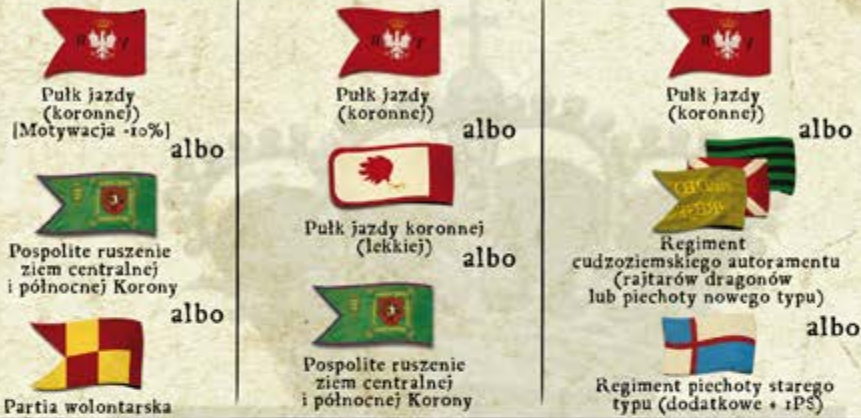 Pułk jazdy
(koronnej)
[Motywacja -10%]
albo
Pospolite ruszenie
ziem centralnej
i północnej Korony
albo
Partia wolontarska
Pułk jazdy
(koronnej)
albo
Pułk jazdy koronnej
(lekkiej)
albo
Pospolite ruszenie
ziem centralnej
i północnej Korony
Pułk jazdy
(koronnej)
albo
Regiment
cudzoziemskiego autoramentu
(rajtarów dragonów
lub piechoty nowego typu)
albo
Regiment piechoty starego
typu (dodatkowe + 1PS)